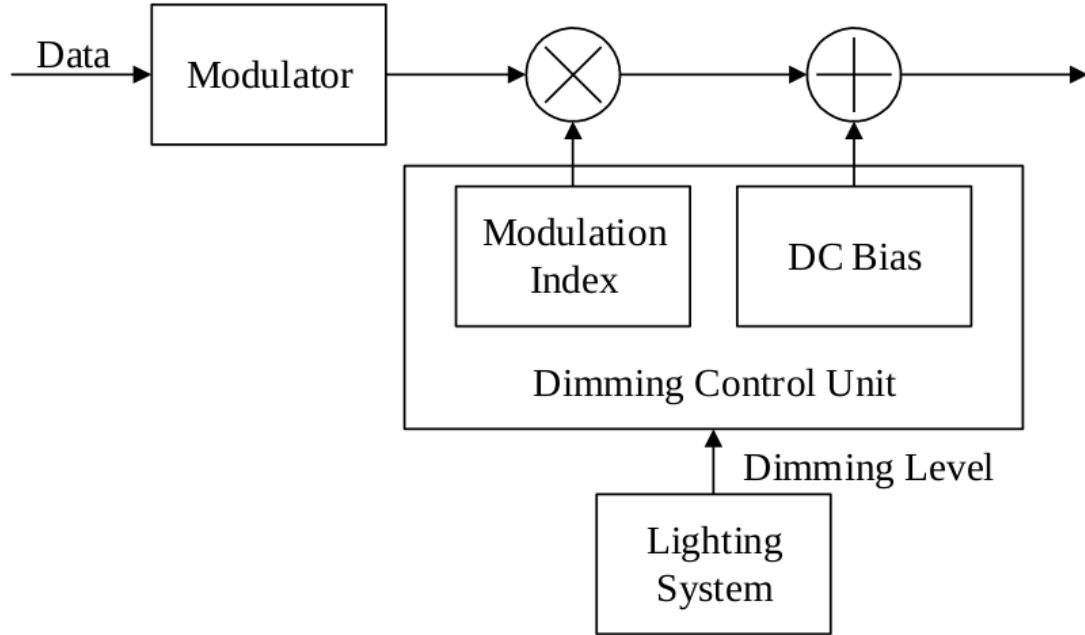 Data
Modulator
Modulation
Index
DC Bias
Dimming Control Unit
Dimming Level
Lighting
System